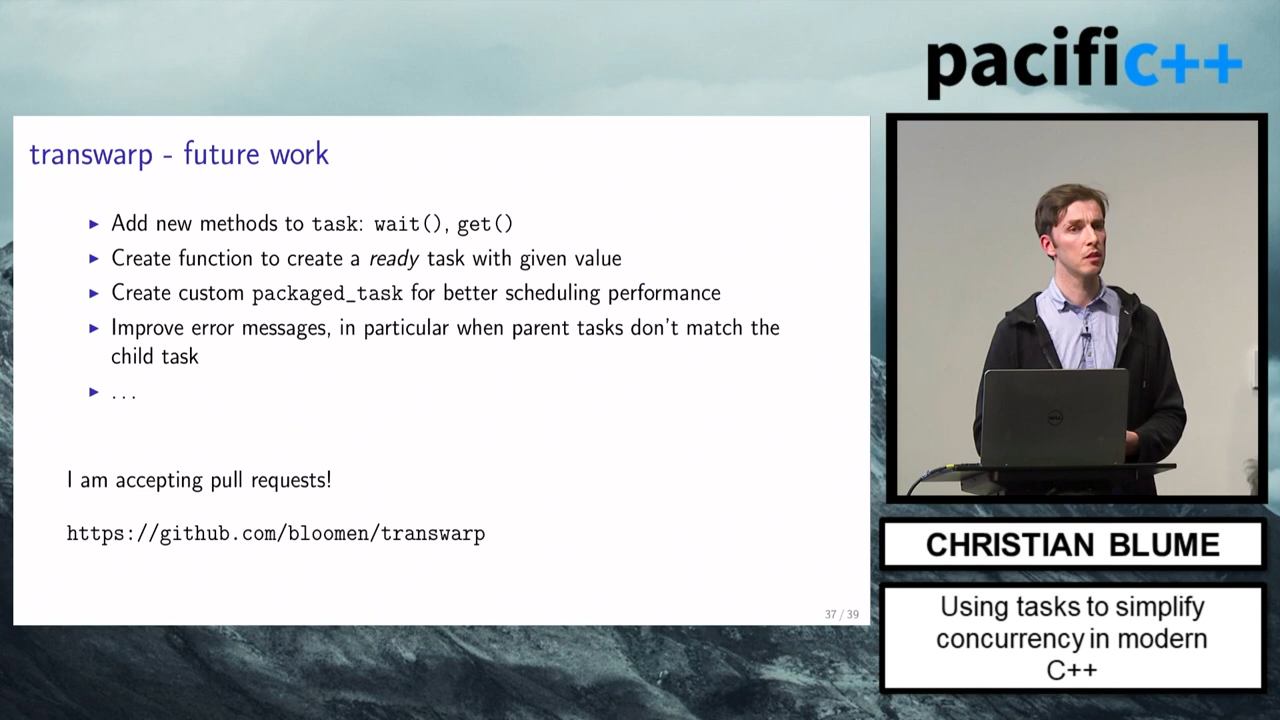 pacific++
transwarp - future work
▶ Add new methods to task: wait(), get()
▶ Create function to create a ready task with given value
▶ Create custom packaged_task for better scheduling performance
▶ Improve error messages, in particular when parent tasks don't match the
child task
▶ ...
I am accepting pull requests!
https://github.com/bloomen/transwarp
37 / 39
DELL
CHRISTIAN BLUME
Using tasks to simplify
concurrency in modern
C++